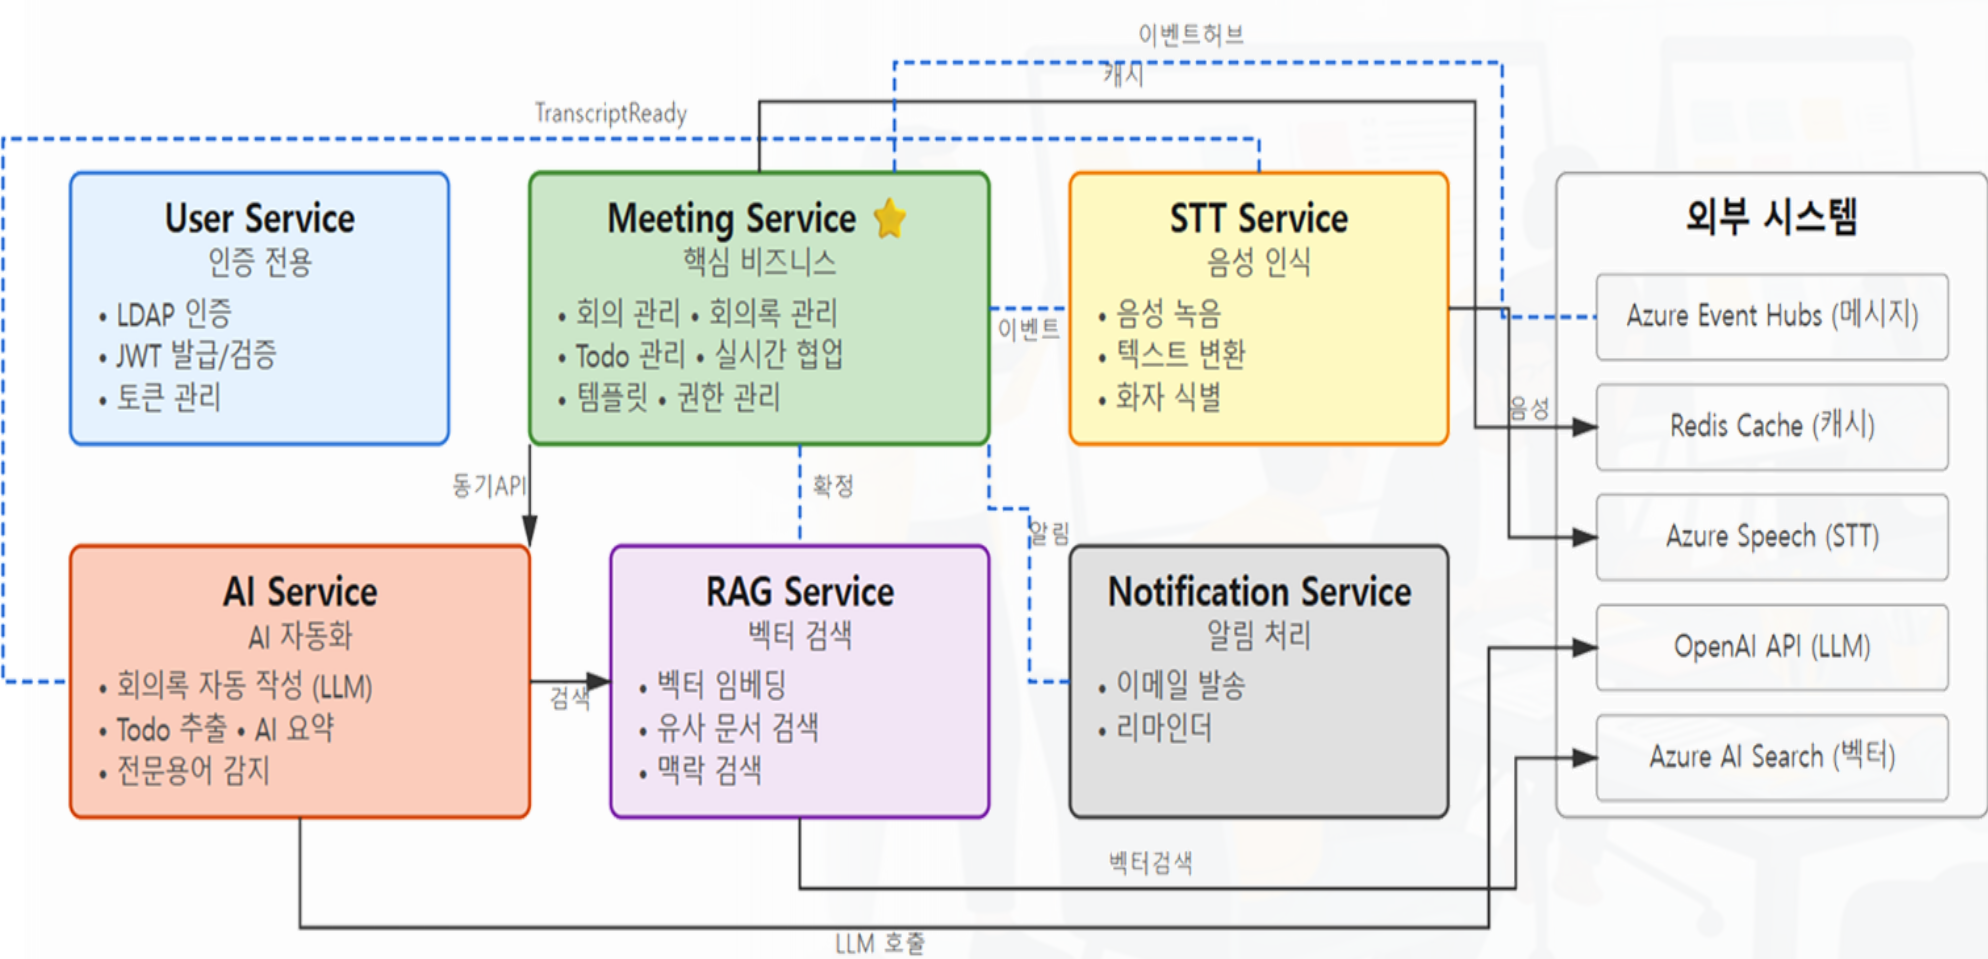 이벤트허브
캐시
TranscriptReady
User Service
인증 전용
• LDAP 인증
• JWT 발급/검증
• 토큰 관리
Meeting Service
핵심 비즈니스
• 회의 관리 • 회의록 관리
• Todo 관리 • 실시간 협업
• 템플릿 • 권한 관리
이벤트
STT Service
음성 인식
• 음성 녹음
• 텍스트 변환
• 화자 식별
음성
외부 시스템
Azure Event Hubs (메시지)
Redis Cache (캐시)
Azure Speech (STT)
OpenAI API (LLM)
Azure AI Search (벡터)
동기API
확정
알림
AI Service
AI 자동화
• 회의록 자동 작성 (LLM)
• Todo 추출 • AI 요약
• 전문용어 감지
검색
RAG Service
벡터 검색
• 벡터 임베딩
• 유사 문서 검색
• 맥락 검색
Notification Service
알림 처리
• 이메일 발송
• 리마인더
벡터검색
LLM 호출